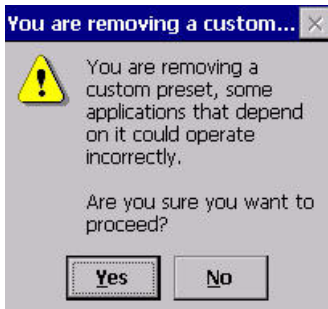 You are removing a custom...
You are removing a
custom preset, some
applications that depend
on it could operate
incorrectly.
Are you sure you want to
proceed?
Yes No